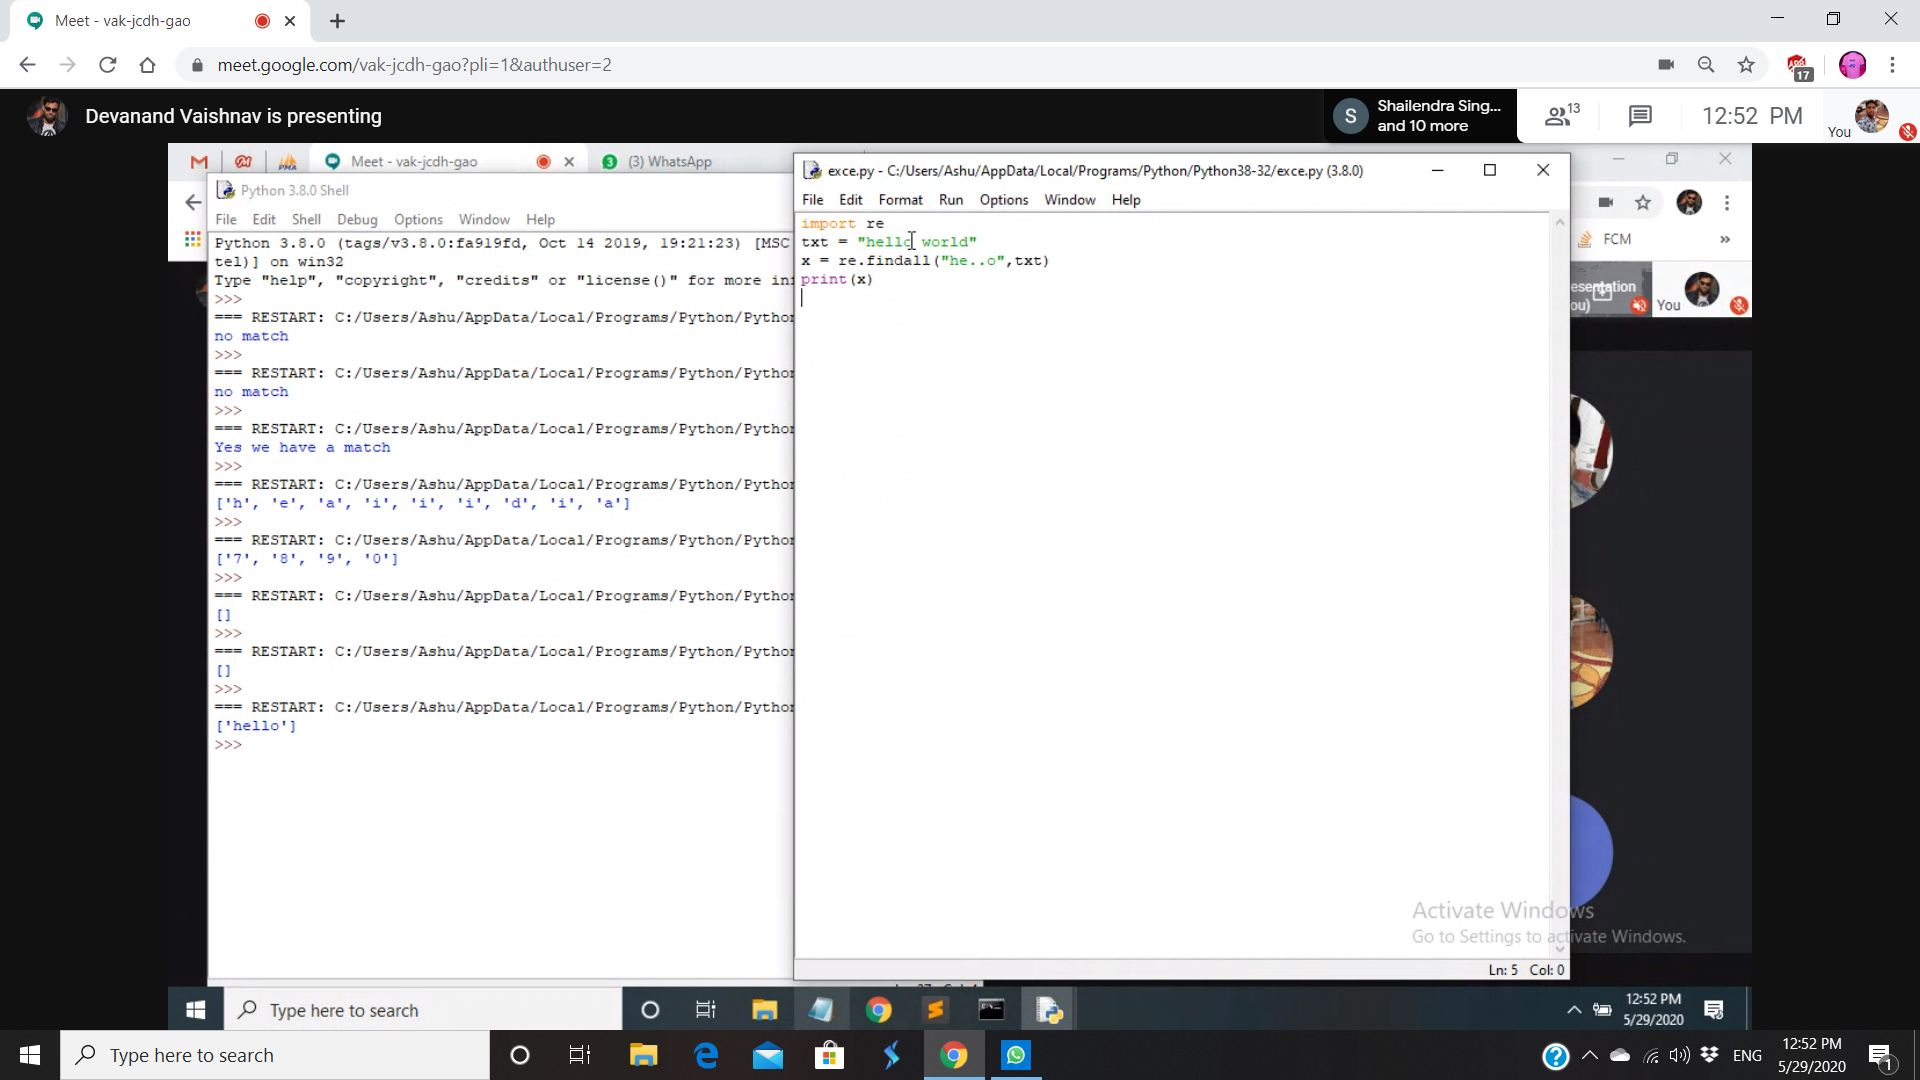 Meet - vak-jcdh-gao
meet.google.com/vak-jcdh-gao?pli=1&authuser=2
17
Devanand Vaishnav is presenting
S
Shailendra Sing...
and 10 more
13
12:52 PM
You
Meet - vak-jcdh-gao
3
(3) WhatsApp
Python 3.8.0 Shell
File Edit Shell Debug Options Window Help
Python 3.8.0 (tags/v3.8.0:fa919fd, Oct 14 2019, 19:21:23) [MSC
tel)] on win32
Type "help", "copyright", "credits" or "license()" for more in
>>>
=== RESTART: C:/Users/Ashu/AppData/Local/Programs/Python/Python
no match
>>>
=== RESTART: C:/Users/Ashu/AppData/Local/Programs/Python/Python
no match
>>>
=== RESTART: C:/Users/Ashu/AppData/Local/Programs/Python/Python
Yes we have a match
>>>
=== RESTART: C:/Users/Ashu/AppData/Local/Programs/Python/Python
['h', 'e', 'a', 'i', 'i', 'i', 'd', 'i', 'a']
>>>
=== RESTART: C:/Users/Ashu/AppData/Local/Programs/Python/Python
['7', '8', '9', '0']
>>>
=== RESTART: C:/Users/Ashu/AppData/Local/Programs/Python/Python
[]
>>>
=== RESTART: C:/Users/Ashu/AppData/Local/Programs/Python/Python
[]
>>>
=== RESTART: C:/Users/Ashu/AppData/Local/Programs/Python/Python
['hello']
>>>
exce.py - C:/Users/Ashu/AppData/Local/Programs/Python/Python38-32/exce.py (3.8.0)
File Edit Format Run Options Window Help
import re
txt = "hello world"
x = re.findall("he..o",txt)
print(x)
Ln: 5 Col: 0
FCM
»
esentation
ou)
You
Activate Windows
Go to Settings to activate Windows.
Type here to search
12:52 PM
5/29/2020
Type here to search
ENG
12:52 PM
5/29/2020
1